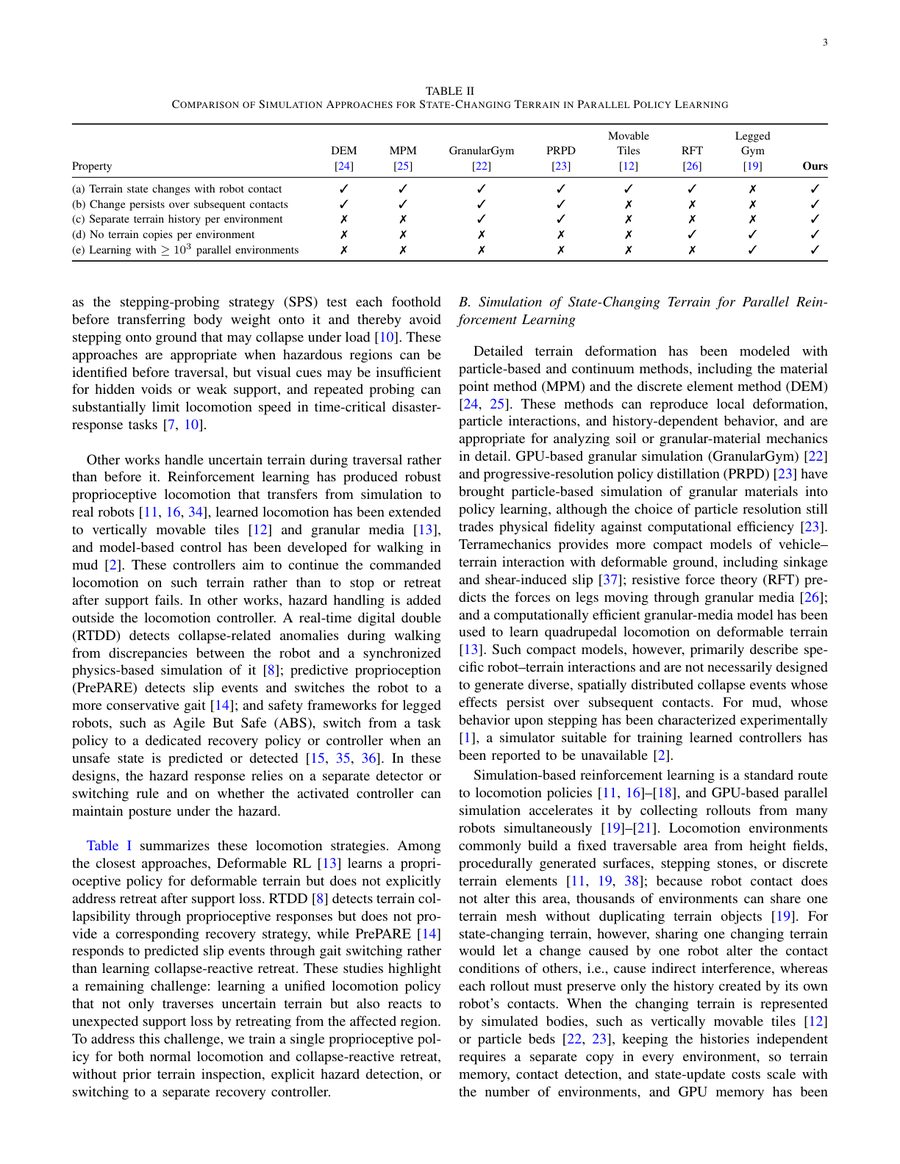 3
TABLE II
COMPARISON OF SIMULATION APPROACHES FOR STATE-CHANGING TERRAIN IN PARALLEL POLICY LEARNING
Movable Legged
DEM MPM GranularGym PRPD Tiles RFT Gym
Property [24] [25] [22] [23] [12] [26] [19] Ours
(a) Terrain state changes with robot contact ✓ ✓ ✓ ✓ ✓ ✓ ✗ ✓
(b) Change persists over subsequent contacts ✓ ✓ ✓ ✓ ✗ ✗ ✗ ✓
(c) Separate terrain history per environment ✗ ✗ ✓ ✓ ✗ ✗ ✗ ✓
(d) No terrain copies per environment ✗ ✗ ✗ ✗ ✗ ✓ ✓ ✓
(e) Learning with ≥ 10³ parallel environments ✗ ✗ ✗ ✗ ✗ ✗ ✓ ✓
as the stepping-probing strategy (SPS) test each foothold
before transferring body weight onto it and thereby avoid
stepping onto ground that may collapse under load [10]. These
approaches are appropriate when hazardous regions can be
identified before traversal, but visual cues may be insufficient
for hidden voids or weak support, and repeated probing can
substantially limit locomotion speed in time-critical disaster-
response tasks [7, 10].
Other works handle uncertain terrain during traversal rather
than before it. Reinforcement learning has produced robust
proprioceptive locomotion that transfers from simulation to
real robots [11, 16, 34], learned locomotion has been extended
to vertically movable tiles [12] and granular media [13],
and model-based control has been developed for walking in
mud [2]. These controllers aim to continue the commanded
locomotion on such terrain rather than to stop or retreat
after support fails. In other works, hazard handling is added
outside the locomotion controller. A real-time digital double
(RTDD) detects collapse-related anomalies during walking
from discrepancies between the robot and a synchronized
physics-based simulation of it [8]; predictive proprioception
(PrePARE) detects slip events and switches the robot to a
more conservative gait [14]; and safety frameworks for legged
robots, such as Agile But Safe (ABS), switch from a task
policy to a dedicated recovery policy or controller when an
unsafe state is predicted or detected [15, 35, 36]. In these
designs, the hazard response relies on a separate detector or
switching rule and on whether the activated controller can
maintain posture under the hazard.
Table I summarizes these locomotion strategies. Among
the closest approaches, Deformable RL [13] learns a propri-
oceptive policy for deformable terrain but does not explicitly
address retreat after support loss. RTDD [8] detects terrain col-
lapsibility through proprioceptive responses but does not pro-
vide a corresponding recovery strategy, while PrePARE [14]
responds to predicted slip events through gait switching rather
than learning collapse-reactive retreat. These studies highlight
a remaining challenge: learning a unified locomotion policy
that not only traverses uncertain terrain but also reacts to
unexpected support loss by retreating from the affected region.
To address this challenge, we train a single proprioceptive pol-
icy for both normal locomotion and collapse-reactive retreat,
without prior terrain inspection, explicit hazard detection, or
switching to a separate recovery controller.
B. Simulation of State-Changing Terrain for Parallel Rein-
forcement Learning
Detailed terrain deformation has been modeled with
particle-based and continuum methods, including the material
point method (MPM) and the discrete element method (DEM)
[24, 25]. These methods can reproduce local deformation,
particle interactions, and history-dependent behavior, and are
appropriate for analyzing soil or granular-material mechanics
in detail. GPU-based granular simulation (GranularGym) [22]
and progressive-resolution policy distillation (PRPD) [23] have
brought particle-based simulation of granular materials into
policy learning, although the choice of particle resolution still
trades physical fidelity against computational efficiency [23].
Terramechanics provides more compact models of vehicle–
terrain interaction with deformable ground, including sinkage
and shear-induced slip [37]; resistive force theory (RFT) pre-
dicts the forces on legs moving through granular media [26];
and a computationally efficient granular-media model has been
used to learn quadrupedal locomotion on deformable terrain
[13]. Such compact models, however, primarily describe spe-
cific robot–terrain interactions and are not necessarily designed
to generate diverse, spatially distributed collapse events whose
effects persist over subsequent contacts. For mud, whose
behavior upon stepping has been characterized experimentally
[1], a simulator suitable for training learned controllers has
been reported to be unavailable [2].
Simulation-based reinforcement learning is a standard route
to locomotion policies [11, 16]–[18], and GPU-based parallel
simulation accelerates it by collecting rollouts from many
robots simultaneously [19]–[21]. Locomotion environments
commonly build a fixed traversable area from height fields,
procedurally generated surfaces, stepping stones, or discrete
terrain elements [11, 19, 38]; because robot contact does
not alter this area, thousands of environments can share one
terrain mesh without duplicating terrain objects [19]. For
state-changing terrain, however, sharing one changing terrain
would let a change caused by one robot alter the contact
conditions of others, i.e., cause indirect interference, whereas
each rollout must preserve only the history created by its own
robot's contacts. When the changing terrain is represented
by simulated bodies, such as vertically movable tiles [12]
or particle beds [22, 23], keeping the histories independent
requires a separate copy in every environment, so terrain
memory, contact detection, and state-update costs scale with
the number of environments, and GPU memory has been